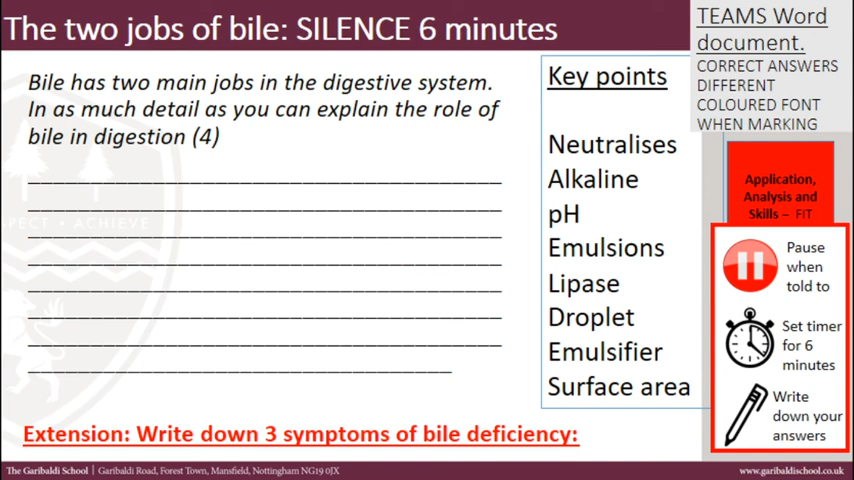 The two jobs of bile: SILENCE 6 minutes
TEAMS Word
document.
CORRECT ANSWERS
DIFFERENT
COLOURED FONT
WHEN MARKING
Bile has two main jobs in the digestive system.
In as much detail as you can explain the role of
bile in digestion (4)
Key points
Neutralises
Alkaline
pH
Emulsions
Lipase
Droplet
Emulsifier
Surface area
Application,
Analysis and
Skills – FIT
Pause
when
told to
Set timer
for 6
minutes
Write
down your
answers
Extension: Write down 3 symptoms of bile deficiency:
The Garibaldi School | Garibaldi Road, Forest Town, Mansfield, Nottingham NG19 0JX
www.garibaldischool.co.uk